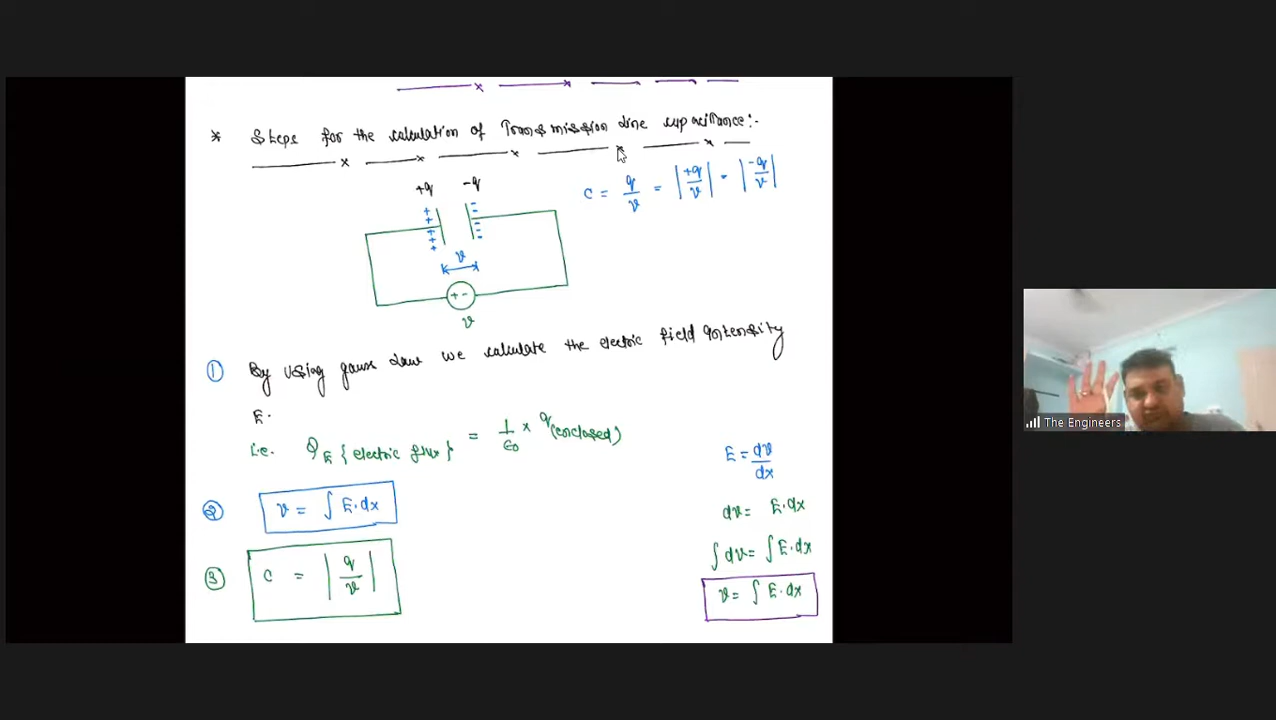 * Steps for the calculation of Transmission line capacitance:-
+q -q
C = q/v = |+q/v| = |-q/v|
v
+ -
v
① By using gauss law we calculate the electric field intensity
E.
i.e. Φ_E {electric flux} = 1/ε₀ × q(enclosed)
E = dv/dx
② v = ∫ E·dx
dv = E·dx
∫dv = ∫E·dx
③ C = |q/v|
v = ∫ E·dx
The Engineers